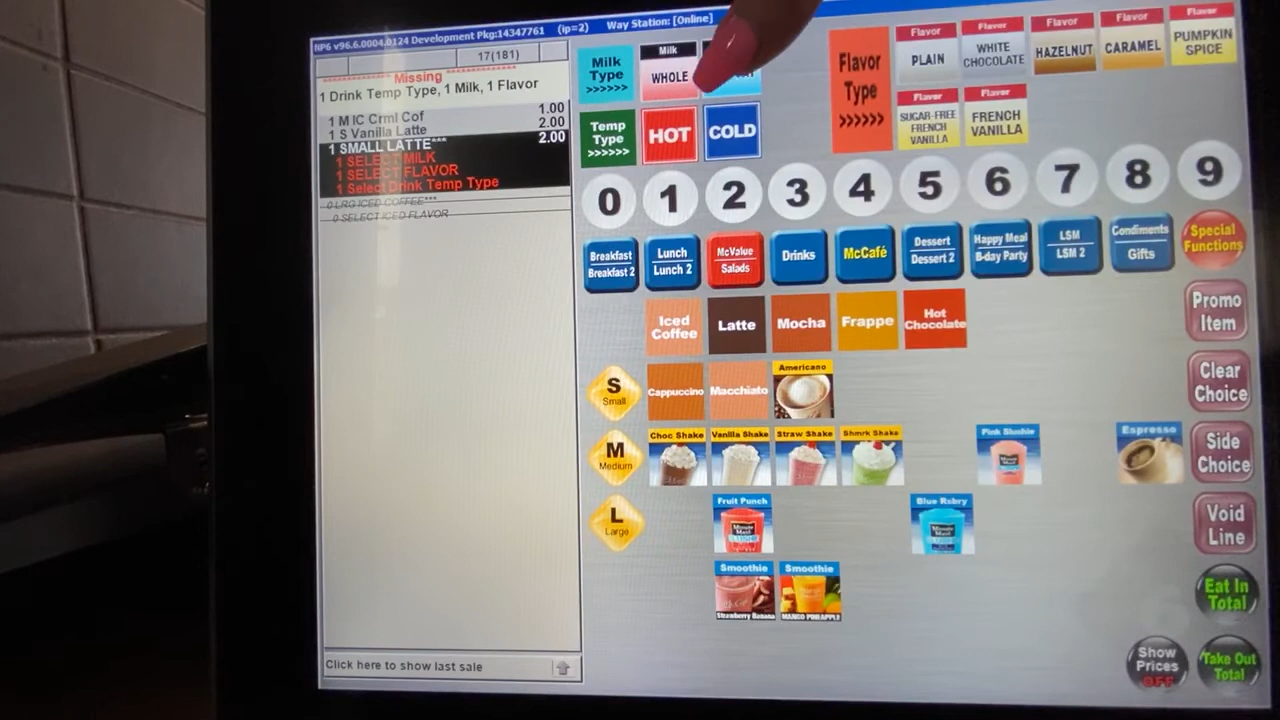 NP6 v96.6.0004.0124 Development Pkg:14347761 (ip=2) Way Station: [Online]
17(181)
Missing
1 Drink Temp Type, 1 Milk, 1 Flavor
1 M IC Crml Cof 1.00
1 S Vanilla Latte 2.00
1 SMALL LATTE*** 2.00
1 SELECT MILK
1 SELECT FLAVOR
1 Select Drink Temp Type
0 LRG ICED COFFEE***
0 SELECT ICED FLAVOR
Click here to show last sale
Milk Type >>>>>>
Milk WHOLE
Temp Type >>>>>>
HOT
COLD
Flavor Type >>>>>>
Flavor PLAIN
Flavor WHITE CHOCOLATE
Flavor HAZELNUT
Flavor CARAMEL
Flavor PUMPKIN SPICE
Flavor SUGAR-FREE FRENCH VANILLA
Flavor FRENCH VANILLA
0 1 2 3 4 5 6 7 8 9
Breakfast Breakfast 2
Lunch Lunch 2
McValue Salads
Drinks
McCafé
Dessert Dessert 2
Happy Meal B-day Party
LSM LSM 2
Condiments Gifts
Special Functions
Iced Coffee
Latte
Mocha
Frappe
Hot Chocolate
Promo Item
S Small
Cappuccino
Macchiato
Americano
Clear Choice
M Medium
Choc Shake
Vanilla Shake
Straw Shake
Shmrk Shake
Pink Slushie
Espresso
Side Choice
L Large
Fruit Punch
Minute Maid
SLUSHIE
Blue Rsbry
Minute Maid
Void Line
Smoothie
Strawberry Banana
Smoothie
MANGO PINEAPPLE
Eat In Total
Show Prices OFF
Take Out Total